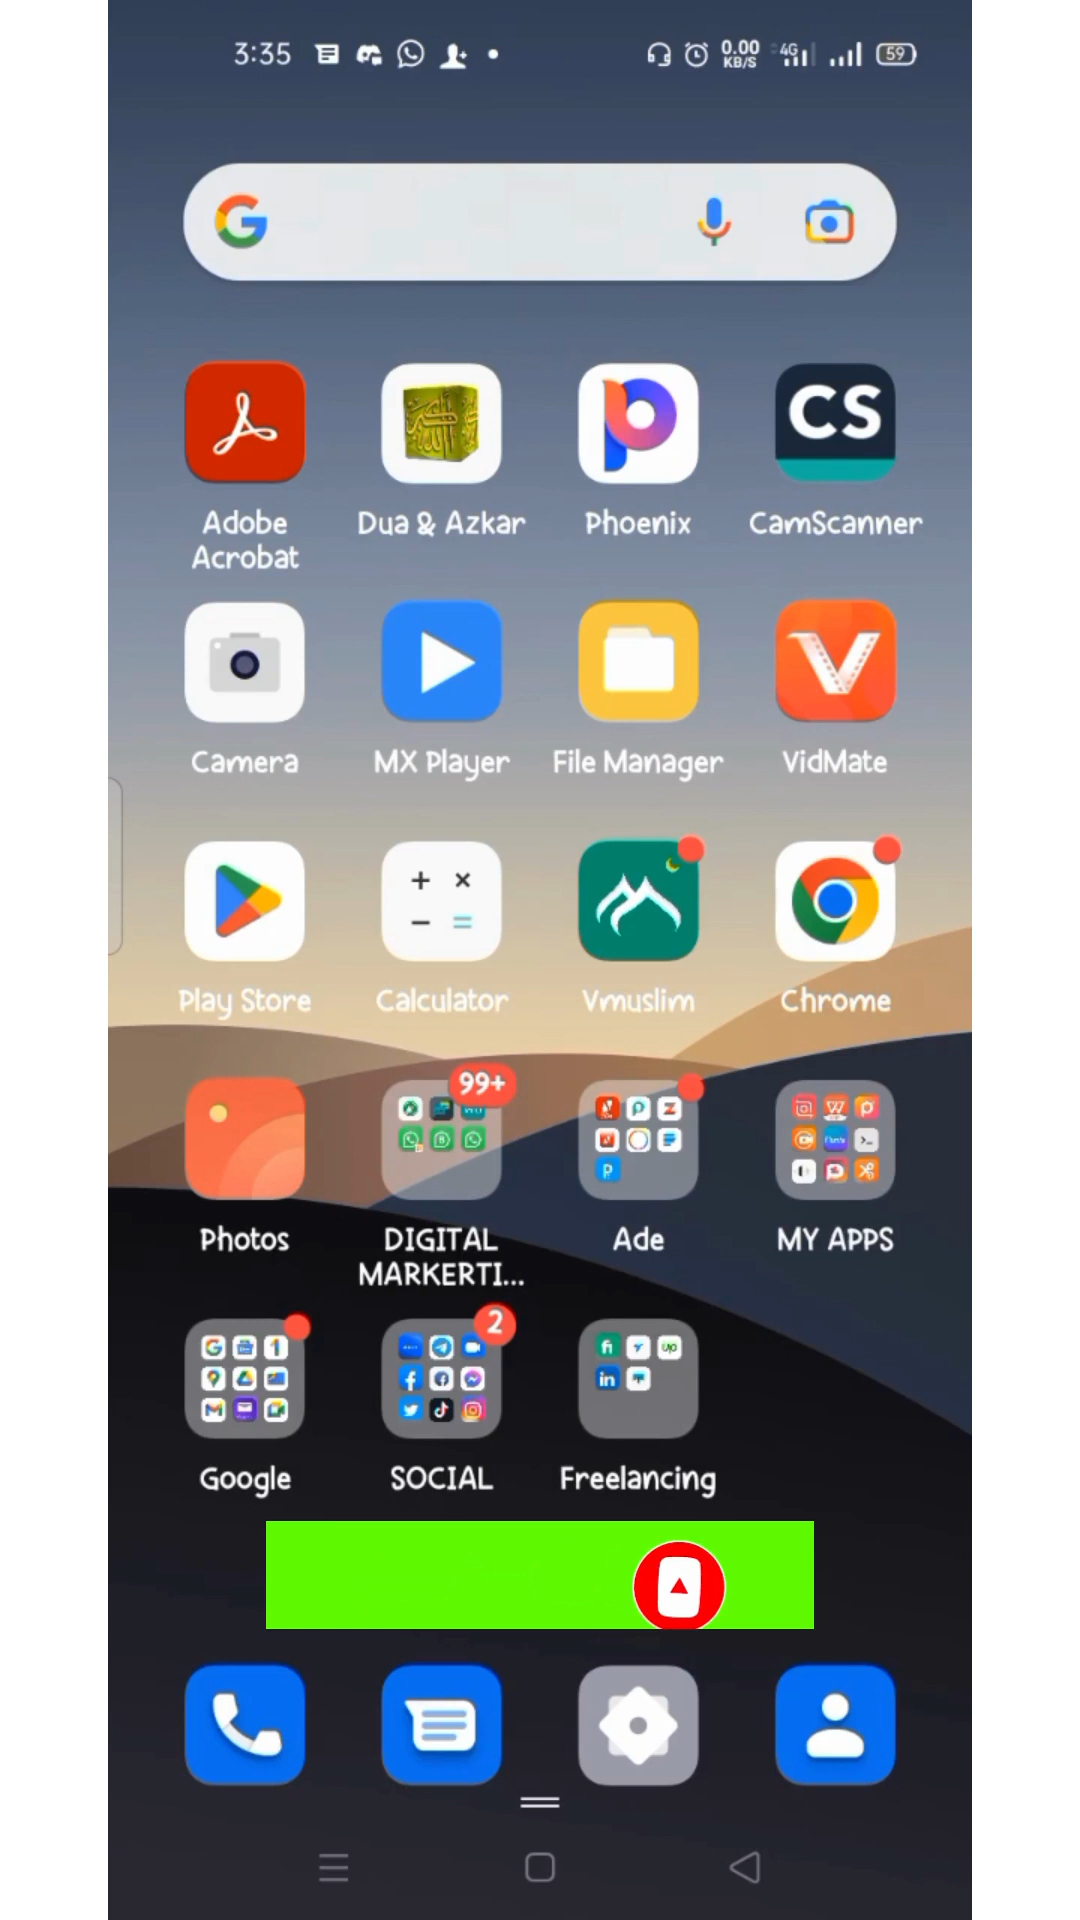 3:35 0.00 KB/S 4G 59
G
CS
Adobe Acrobat Dua & Azkar Phoenix CamScanner
Camera MX Player File Manager VidMate
Play Store Calculator Vmuslim Chrome
99+
Photos DIGITAL MARKERTI... Ade MY APPS
2
Google SOCIAL Freelancing